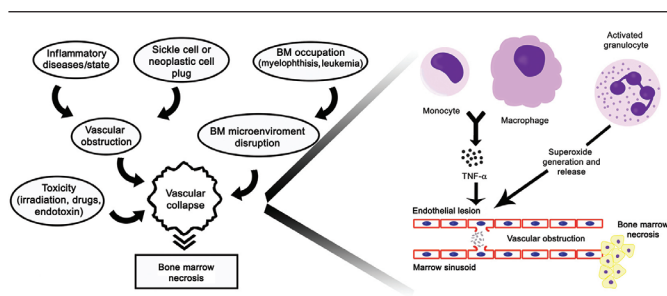 Inflammatory
diseases/state
Sickle cell or
neoplastic cell
plug
BM occupation
(myelophthisis, leukemia)
Vascular
obstruction
BM microenviroment
disruption
Toxicity
(irradiation, drugs,
endotoxin)
Vascular
collapse
Bone marrow
necrosis
Monocyte
Macrophage
Activated
granulocyte
TNF-α
Superoxide
generation and
release
Endothelial lesion
Vascular obstruction
Marrow sinusoid
Bone marrow
necrosis